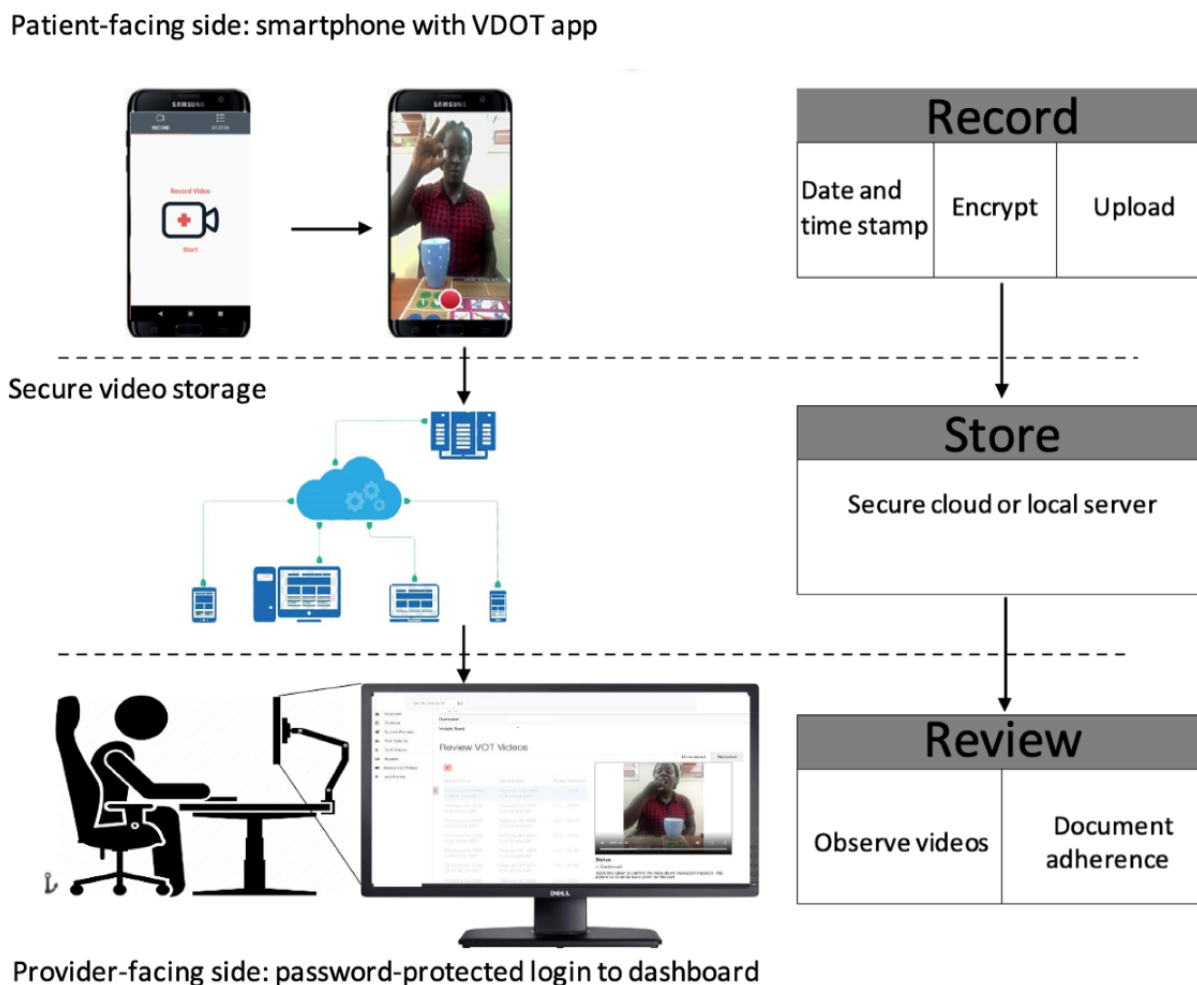 Patient-facing side: smartphone with VDOT app
SAMSUNG
SAMSUNG
RECORD
Record Video
Start
Record
Date and
time stamp
Encrypt
Upload
Secure video storage
Store
Secure cloud or local server
Review VOT Videos
Status
DELL
Review
Observe videos
Document
adherence
Provider-facing side: password-protected login to dashboard